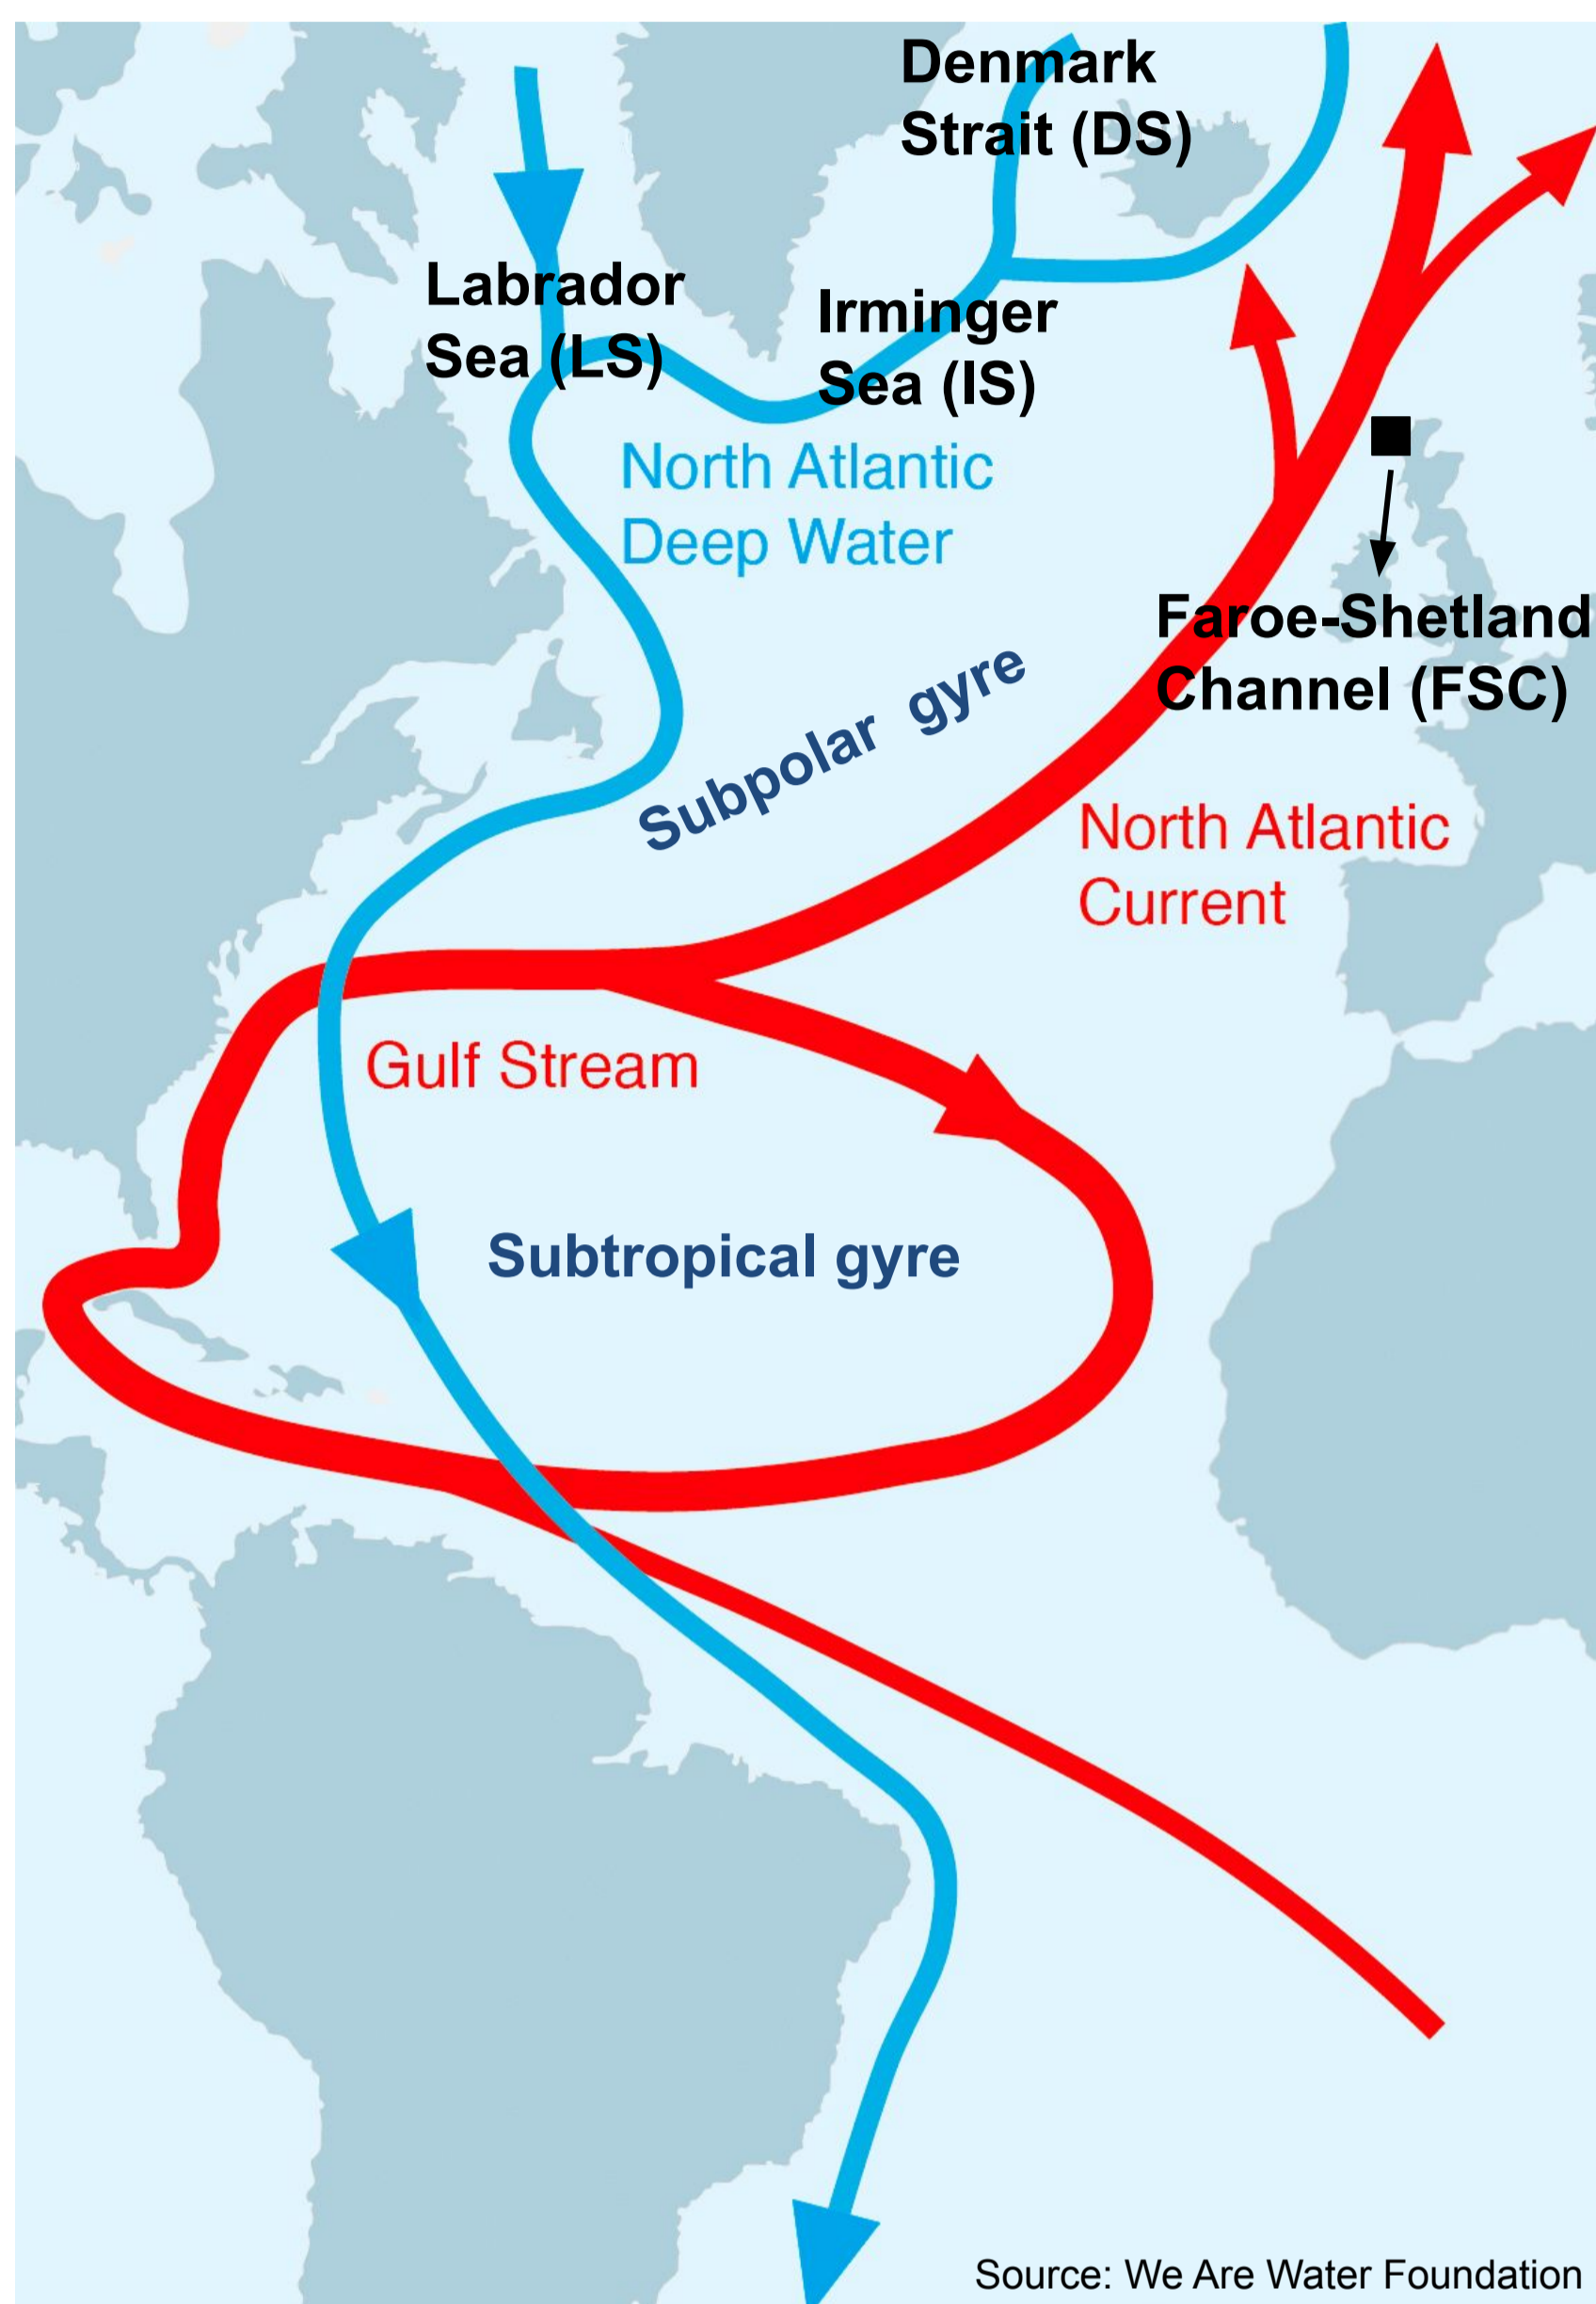 Denmark
Strait (DS)
Labrador
Sea (LS)
Irminger
Sea (IS)
North Atlantic
Deep Water
Faroe-Shetland
Channel (FSC)
Subpolar gyre
North Atlantic
Current
Gulf Stream
Subtropical gyre
Source: We Are Water Foundation